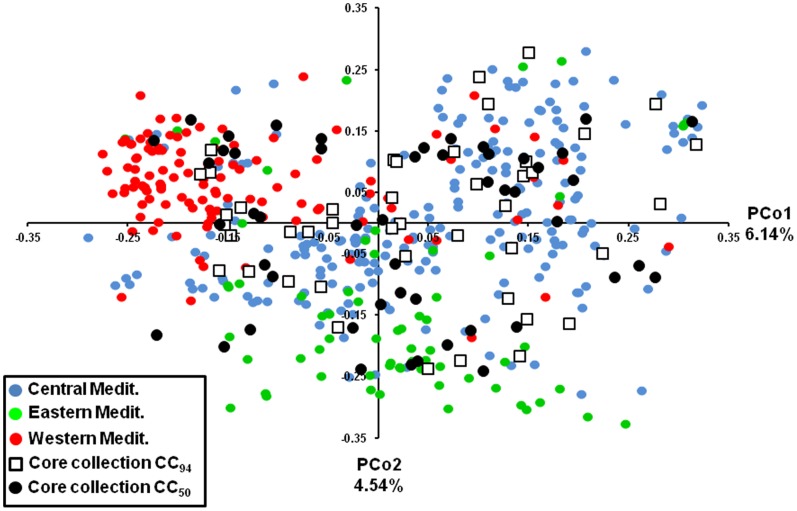 0.35
0.25
0.15
0.05
-0.05
-0.15
-0.25
-0.35
-0.35
-0.25
-0.15
-0.05
0.05
0.15
0.25
0.35
PCo1
6.14%
PCo2
4.54%
Central Medit.
Eastern Medit.
Western Medit.
Core collection CC94
Core collection CC50